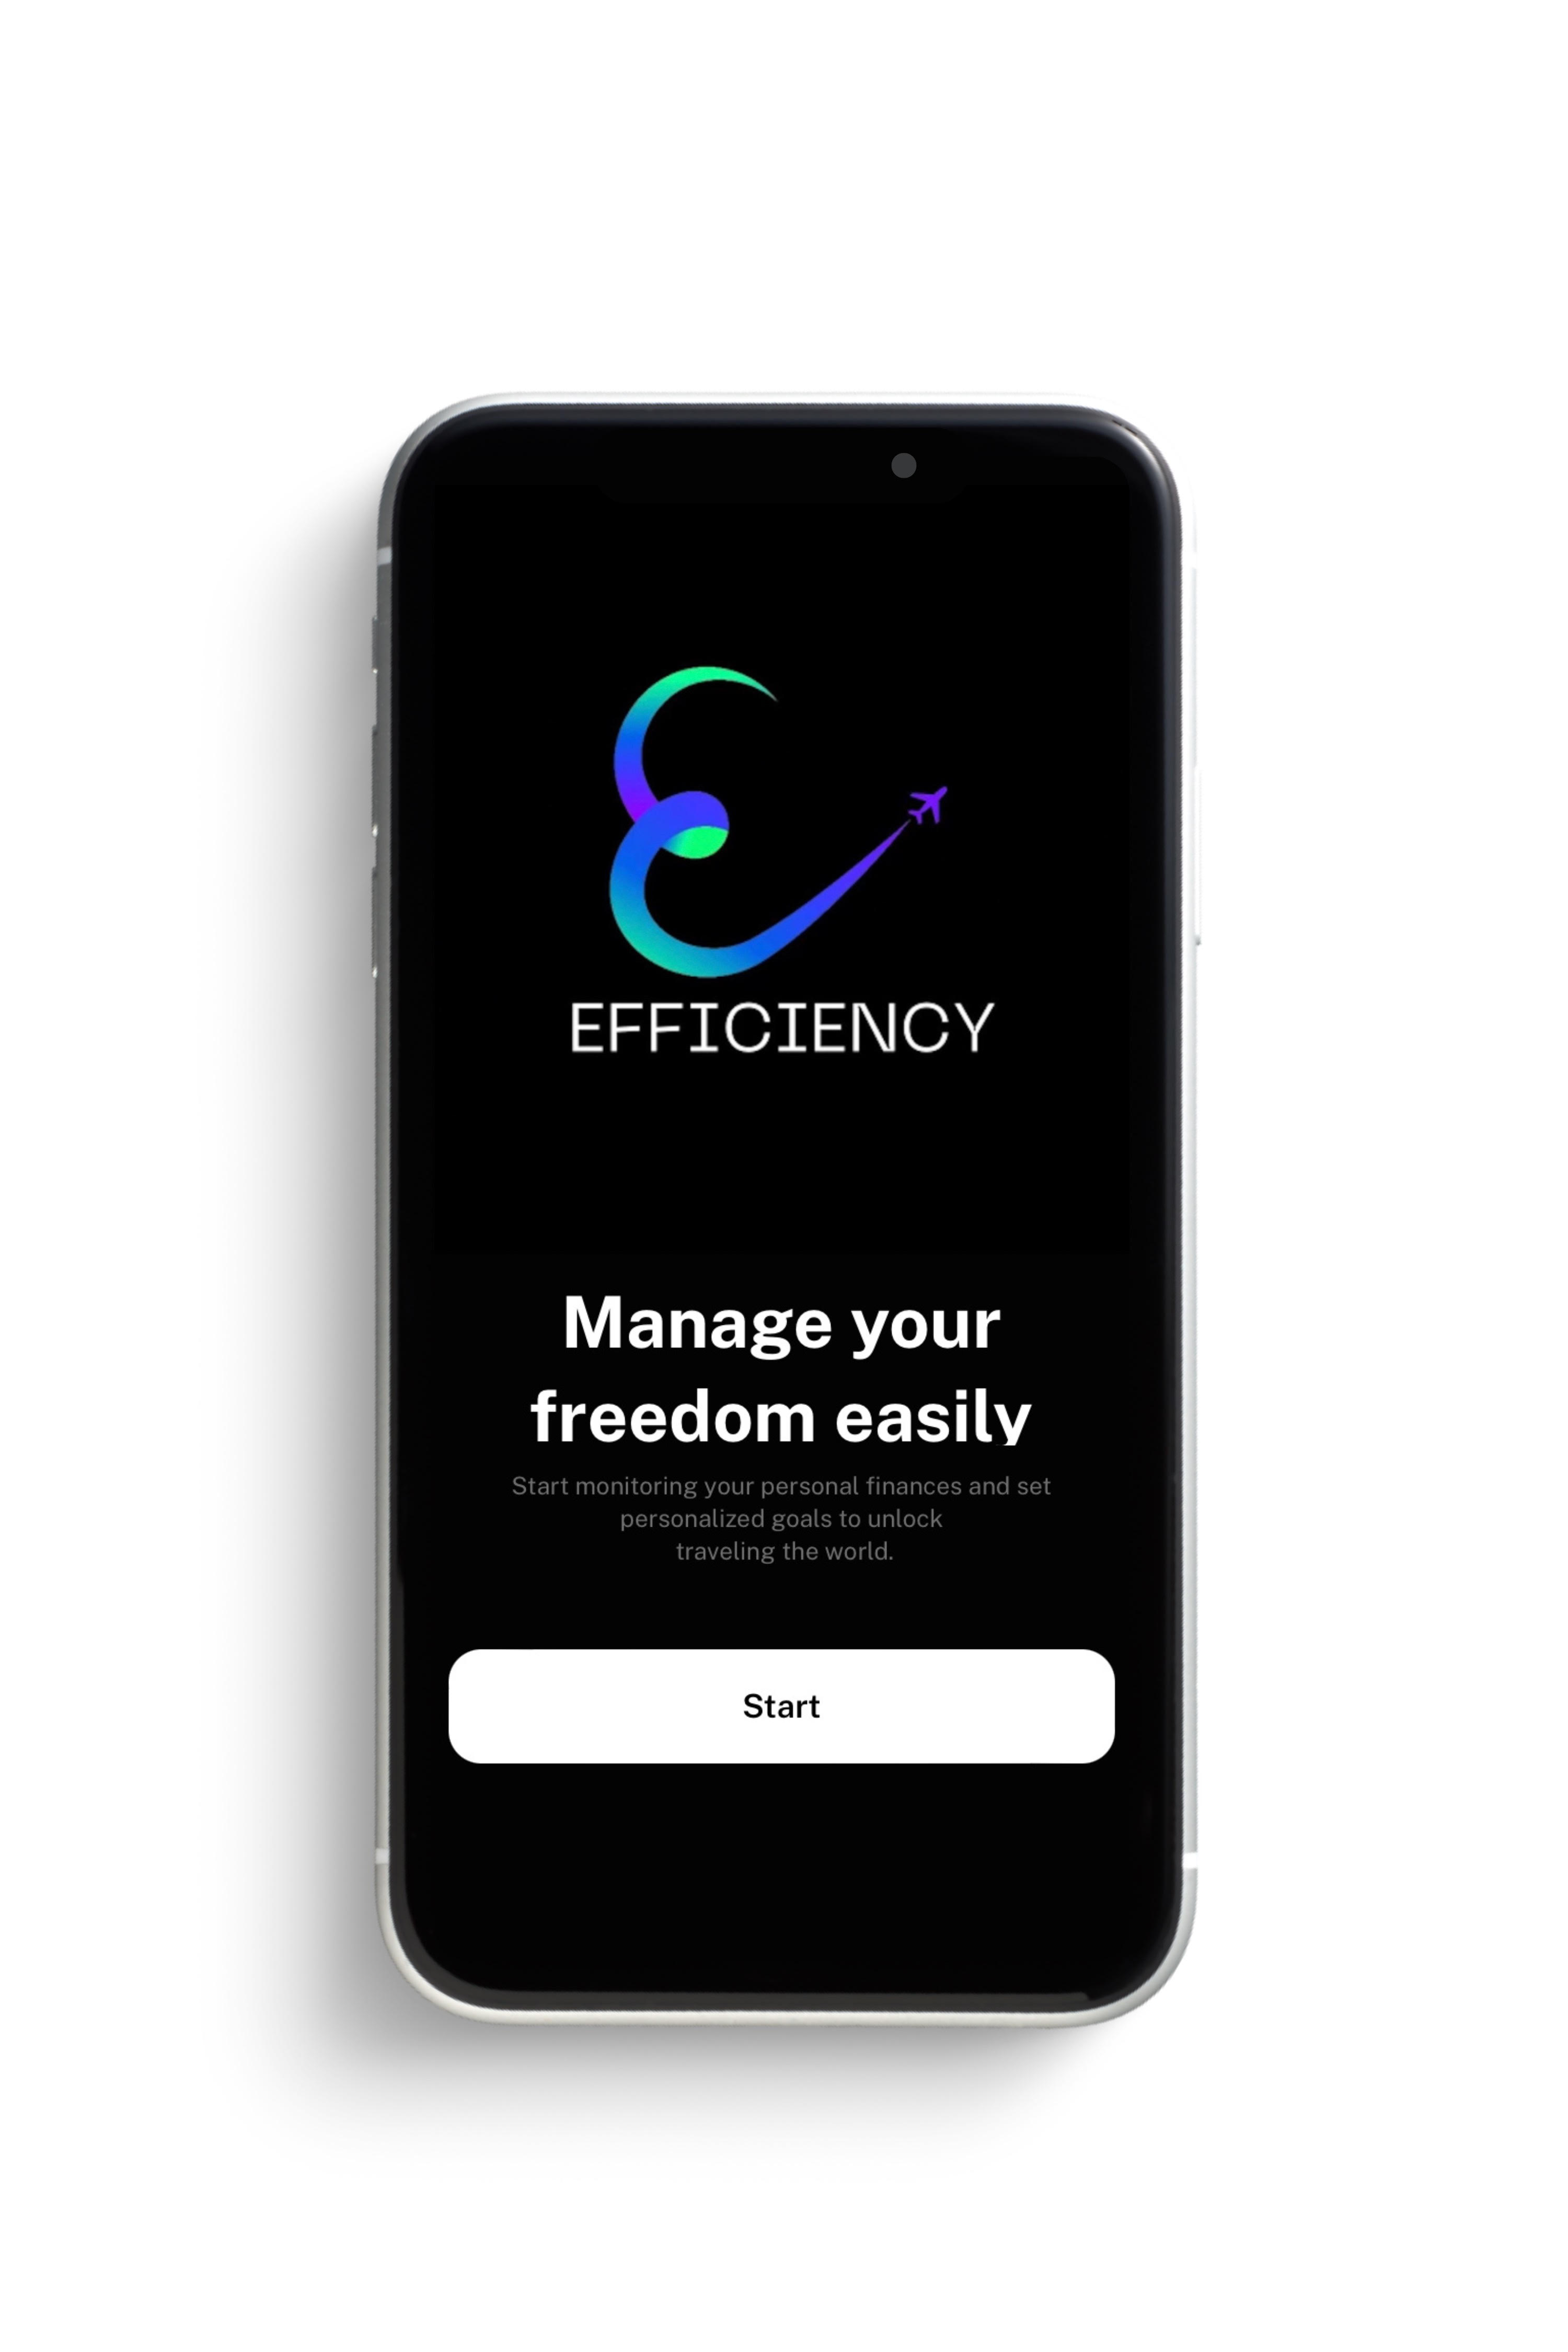 EFFICIENCY
Manage your
freedom easily
Start monitoring your personal finances and set
personalized goals to unlock
traveling the world.
Start